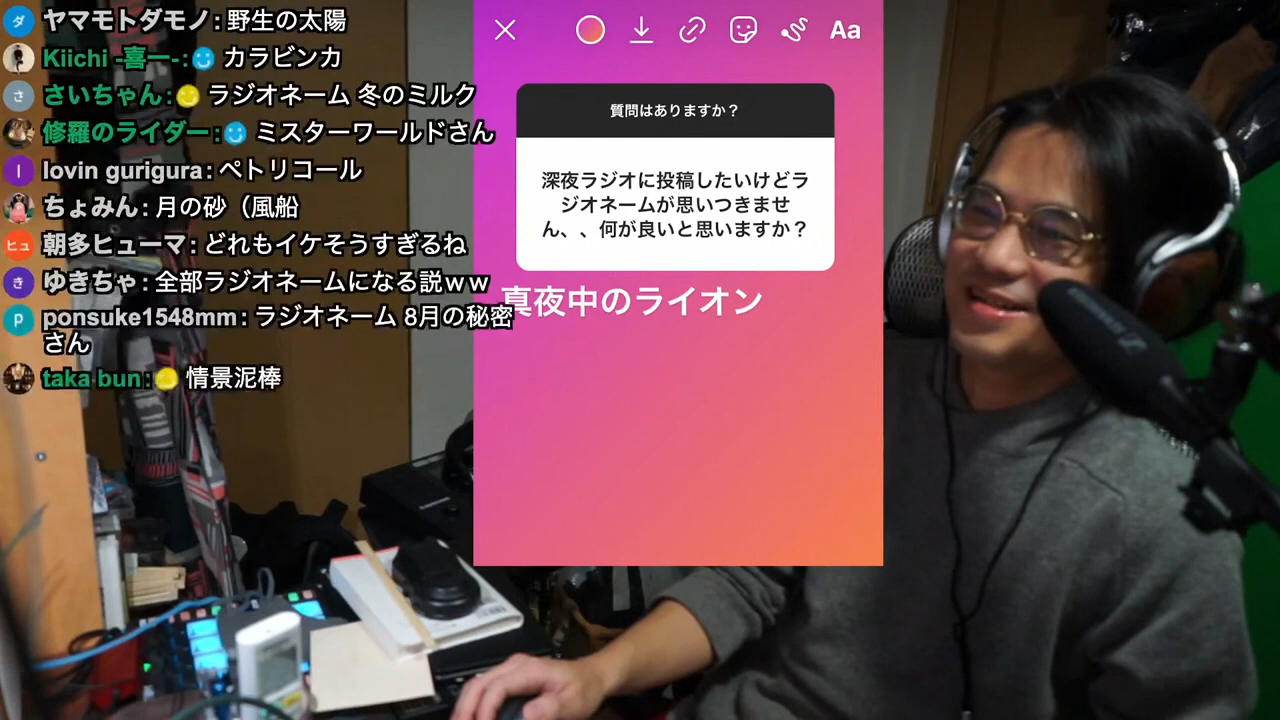 ヤマモトダモノ: 野生の太陽
Kiichi -喜一-: カラビンカ
さいちゃん: ラジオネーム 冬のミルク
修羅のライダー: ミスターワールドさん
lovin gurigura: ペトリコール
ちょみん: 月の砂（風船
朝多ヒューマ: どれもイケそうすぎるね
ゆきちゃ: 全部ラジオネームになる説ｗｗ
ponsuke1548mm: ラジオネーム 8月の秘密
さん
taka bun: 情景泥棒
Aa
質問はありますか？
深夜ラジオに投稿したいけどラ
ジオネームが思いつきませ
ん、、何が良いと思いますか？
真夜中のライオン